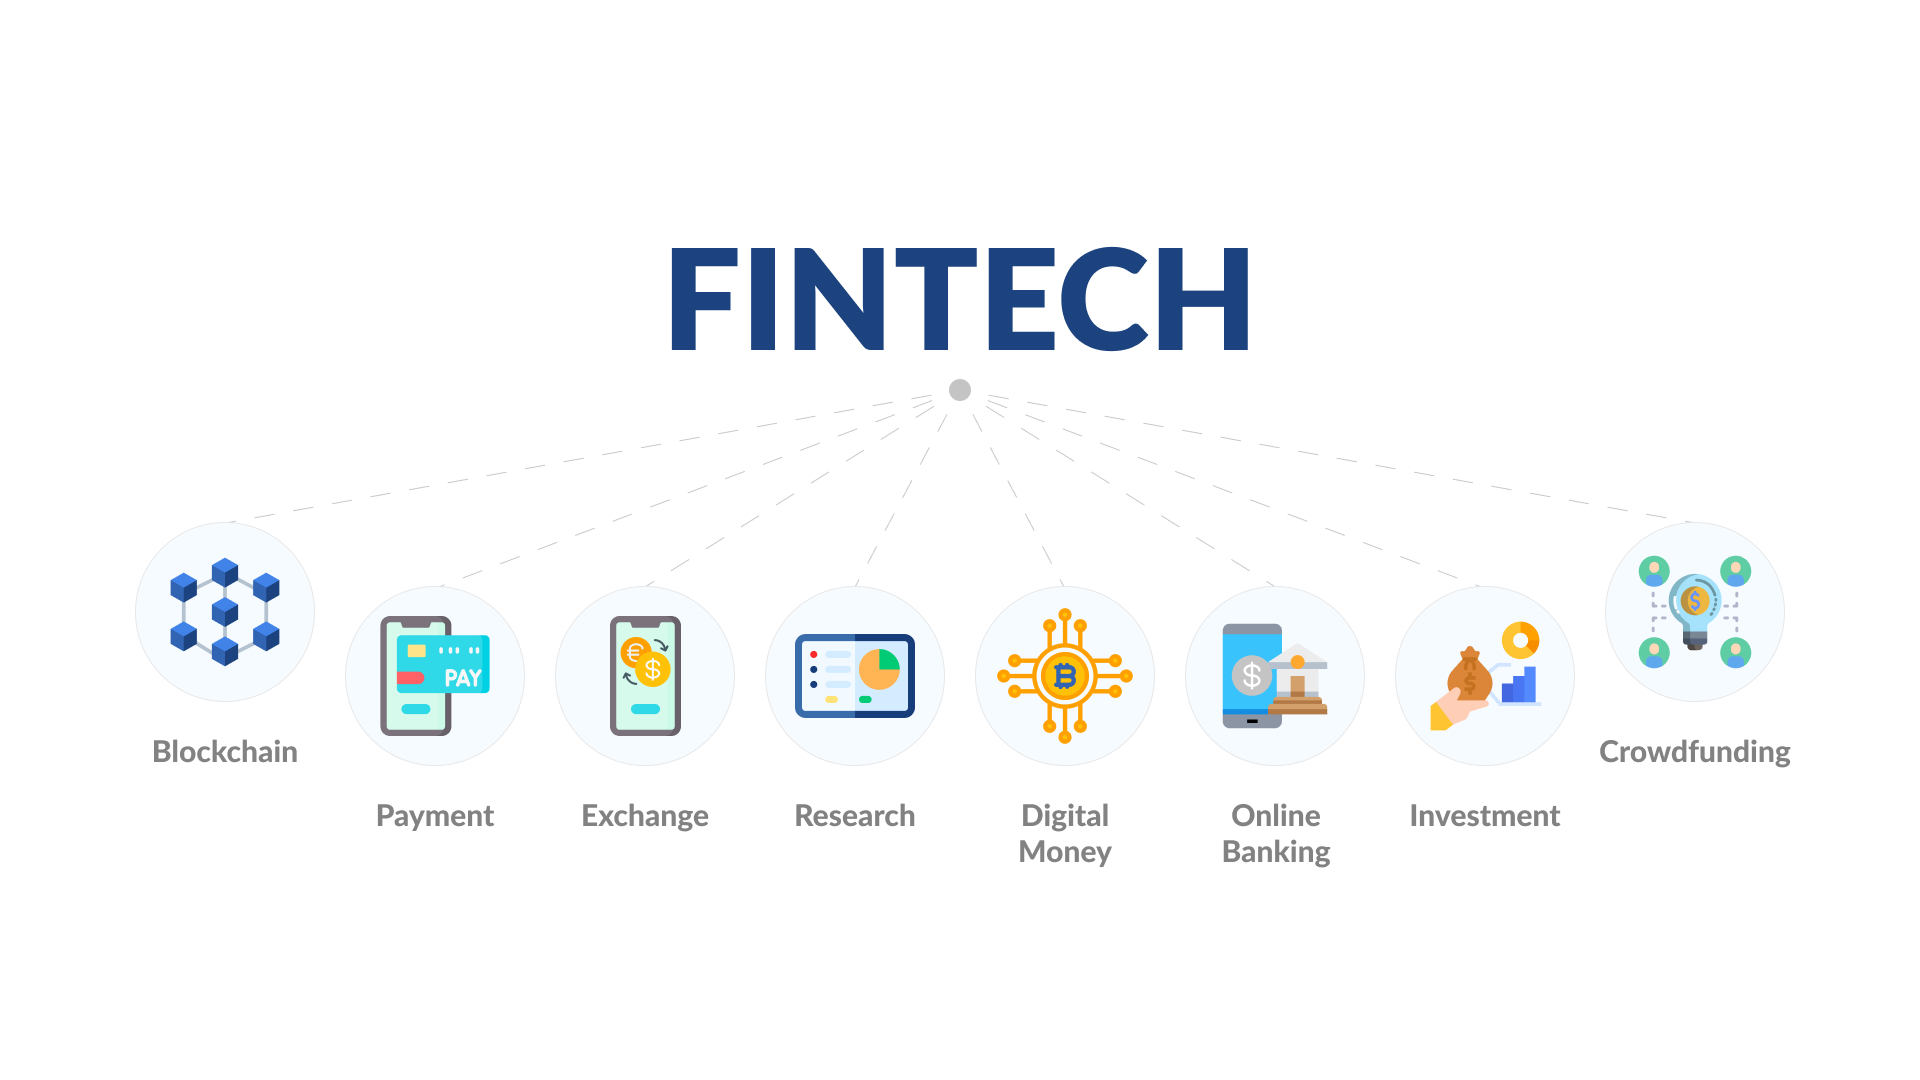 FINTECH
PAY
Blockchain
Payment
Exchange
Research
Digital
Money
Online
Banking
Investment
Crowdfunding